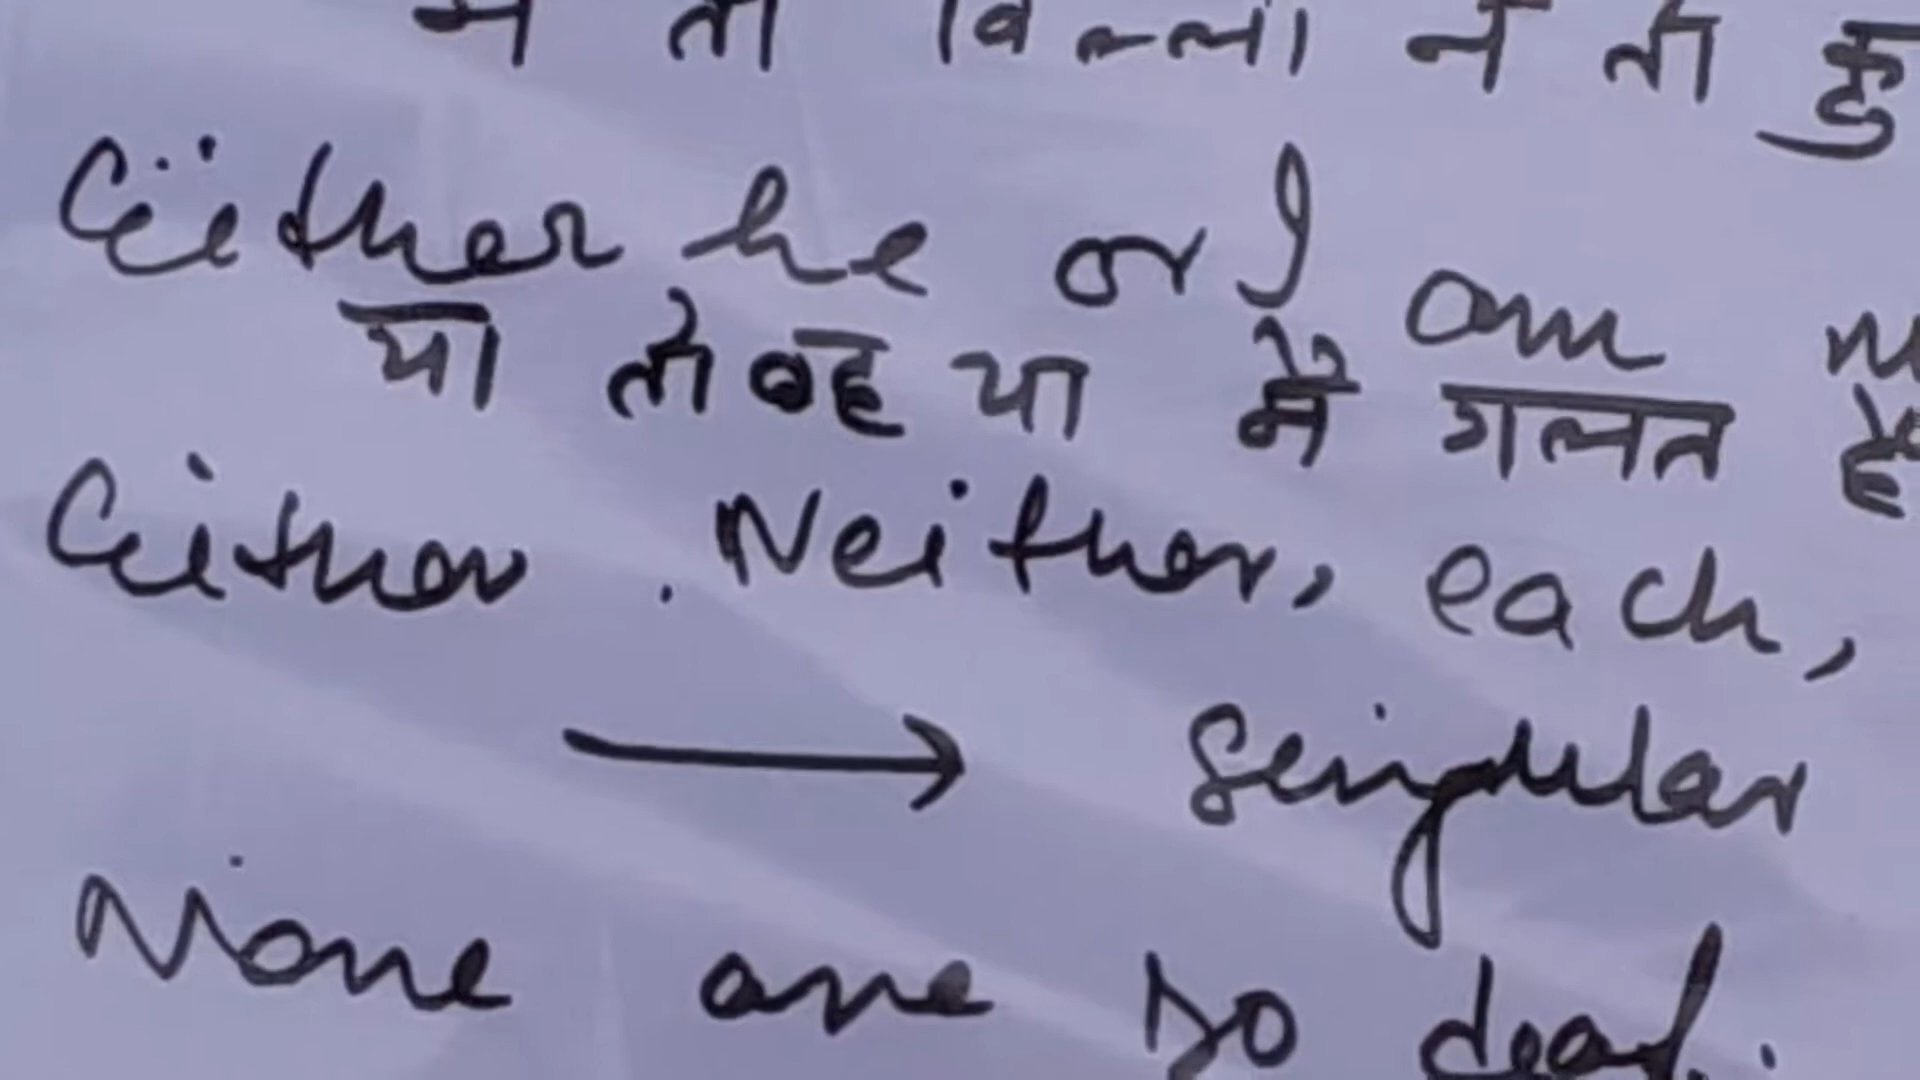 ने तो
Either he or I am
या तो वह या मैं गलत
Either. Neither, each,
→ Singular
None are so deaf.